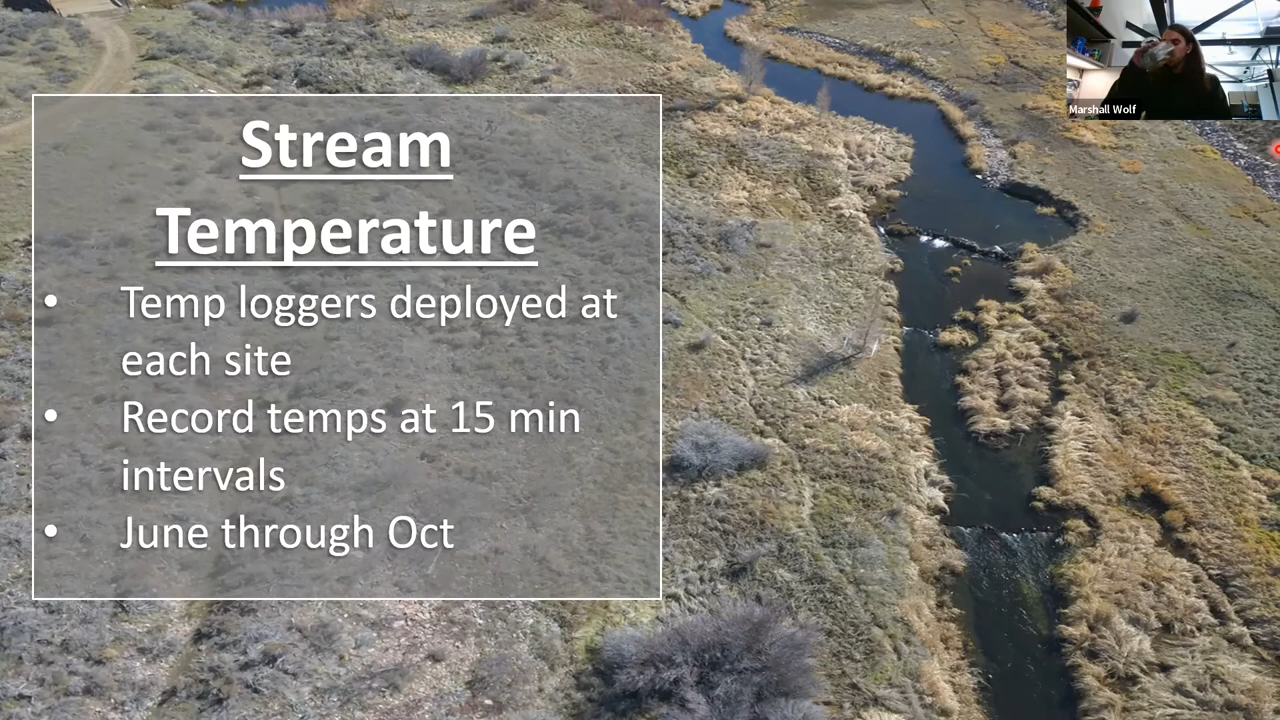 Stream
Temperature
• Temp loggers deployed at
each site
• Record temps at 15 min
intervals
• June through Oct
Marshall Wolf